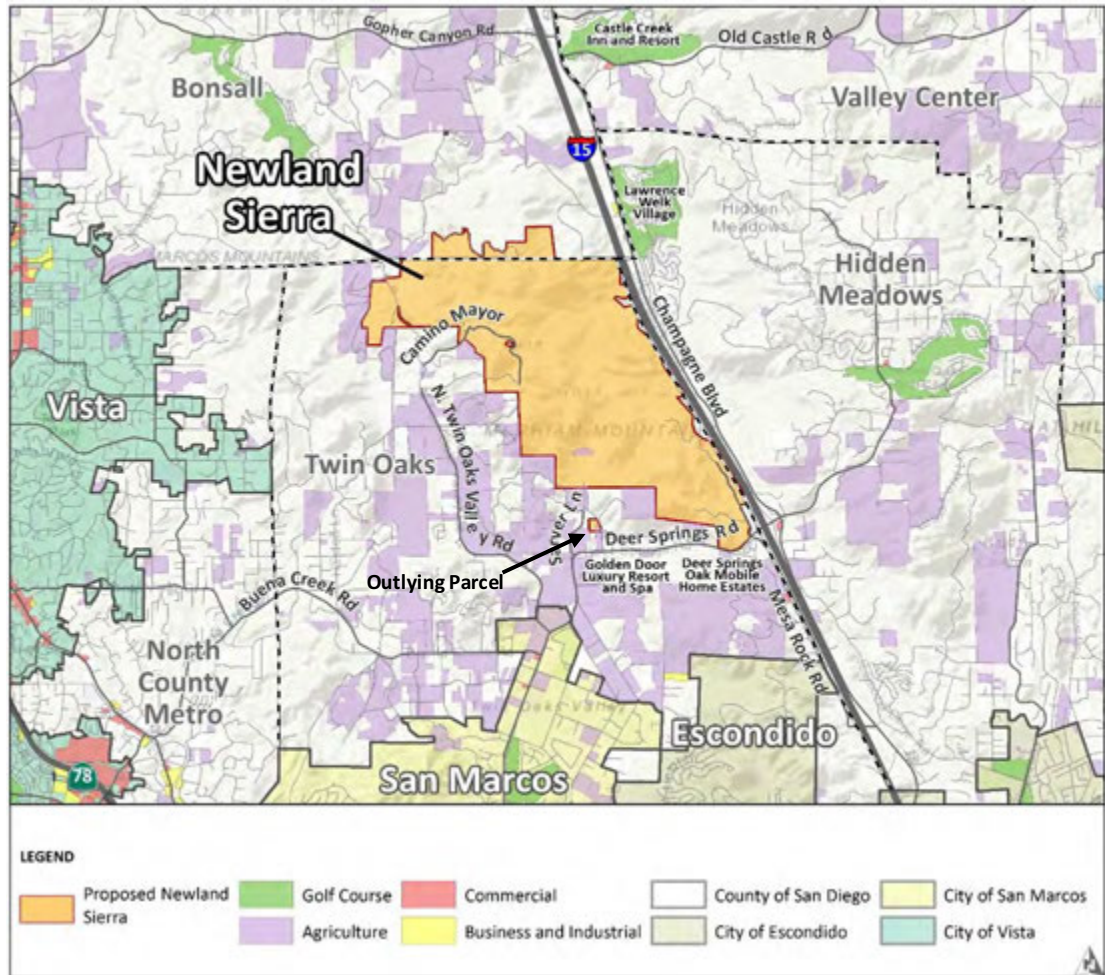 Gopher Canyon Rd
Castle Creek
Inn and Resort
Old Castle Rd
Bonsall
Valley Center
15
Newland
Sierra
Lawrence
Welk
Village
Hidden
Meadows
MARCOS MOUNTAINS
Hidden
Meadows
Camino Mayor
Champagne Blvd
Vista
N. Twin Oaks Valley Rd
Twin Oaks
Sarver Ln
Deer Springs Rd
Outlying Parcel
Golden Door
Luxury Resort
and Spa
Deer Springs
Oak Mobile
Home Estates
Buena Creek Rd
Mesa Rock Rd
North
County
Metro
Escondido
San Marcos
78
LEGEND
Proposed Newland
Sierra
Golf Course
Commercial
County of San Diego
City of San Marcos
Agriculture
Business and Industrial
City of Escondido
City of Vista